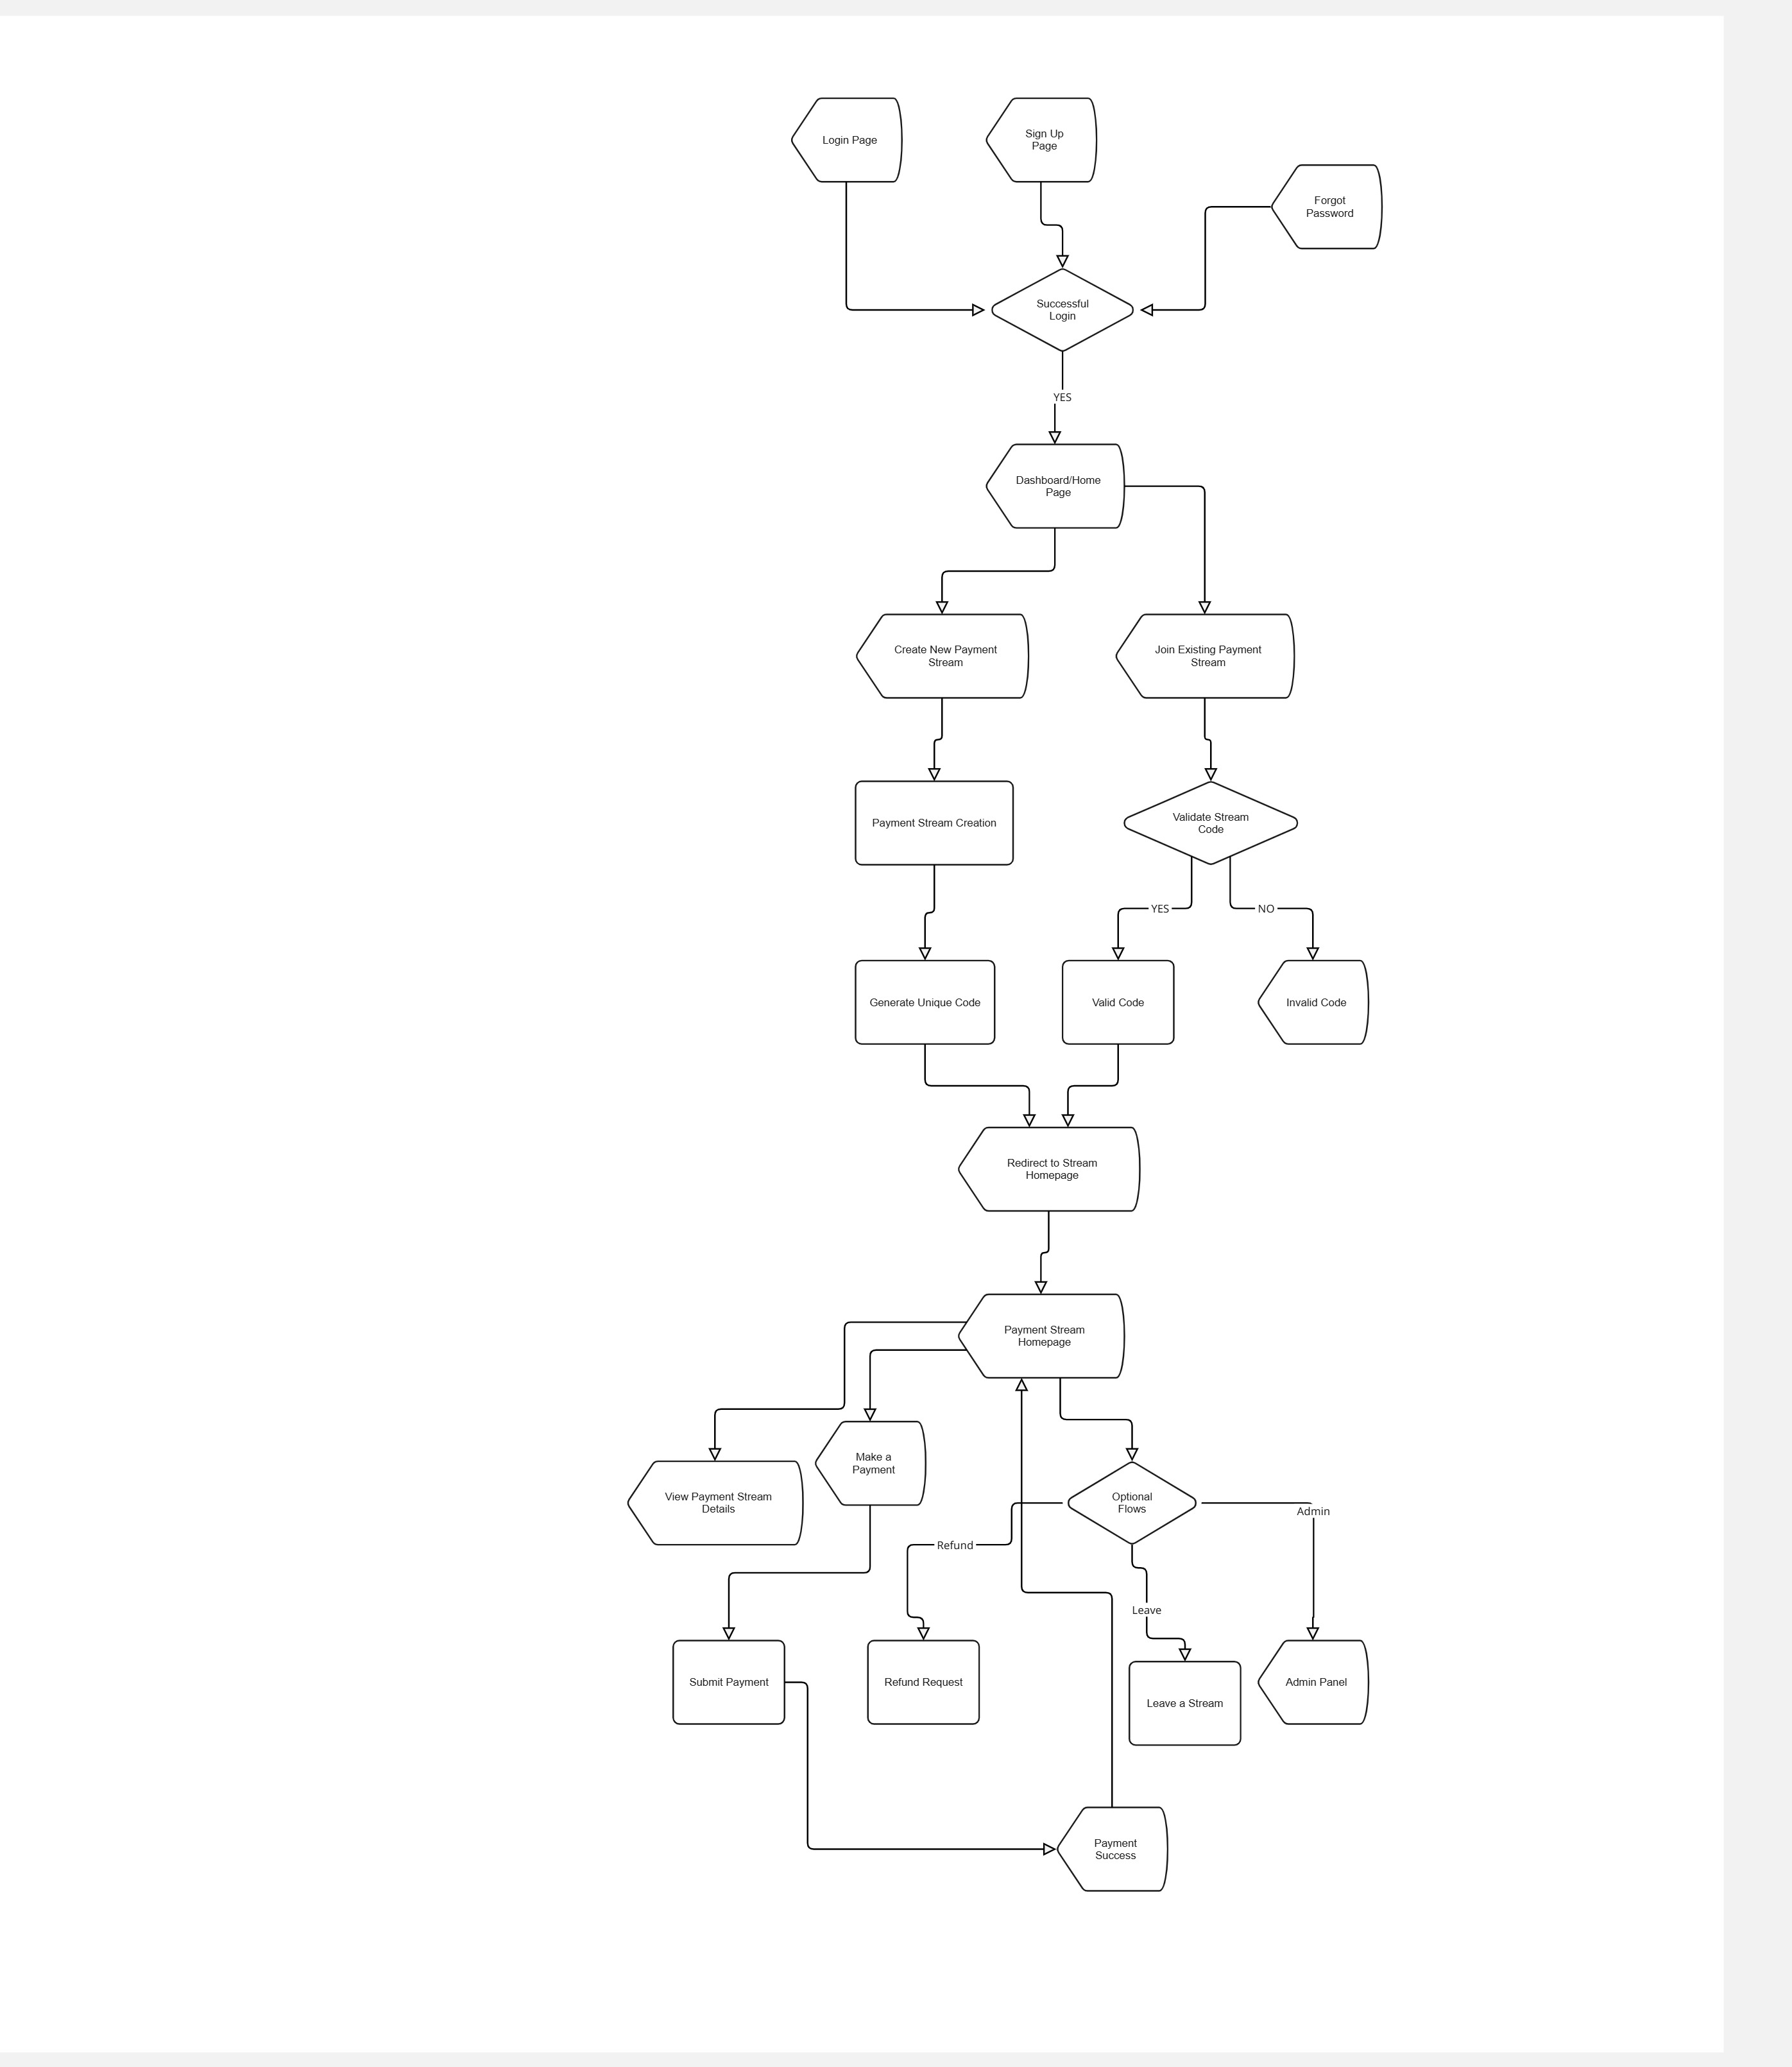 Login Page
Sign Up
Page
Forgot
Password
Successful
Login
YES
Dashboard/Home
Page
Create New Payment
Stream
Join Existing Payment
Stream
Payment Stream Creation
Validate Stream
Code
YES
NO
Generate Unique Code
Valid Code
Invalid Code
Redirect to Stream
Homepage
Payment Stream
Homepage
Make a
Payment
View Payment Stream
Details
Optional
Flows
Admin
Refund
Leave
Submit Payment
Refund Request
Leave a Stream
Admin Panel
Payment
Success